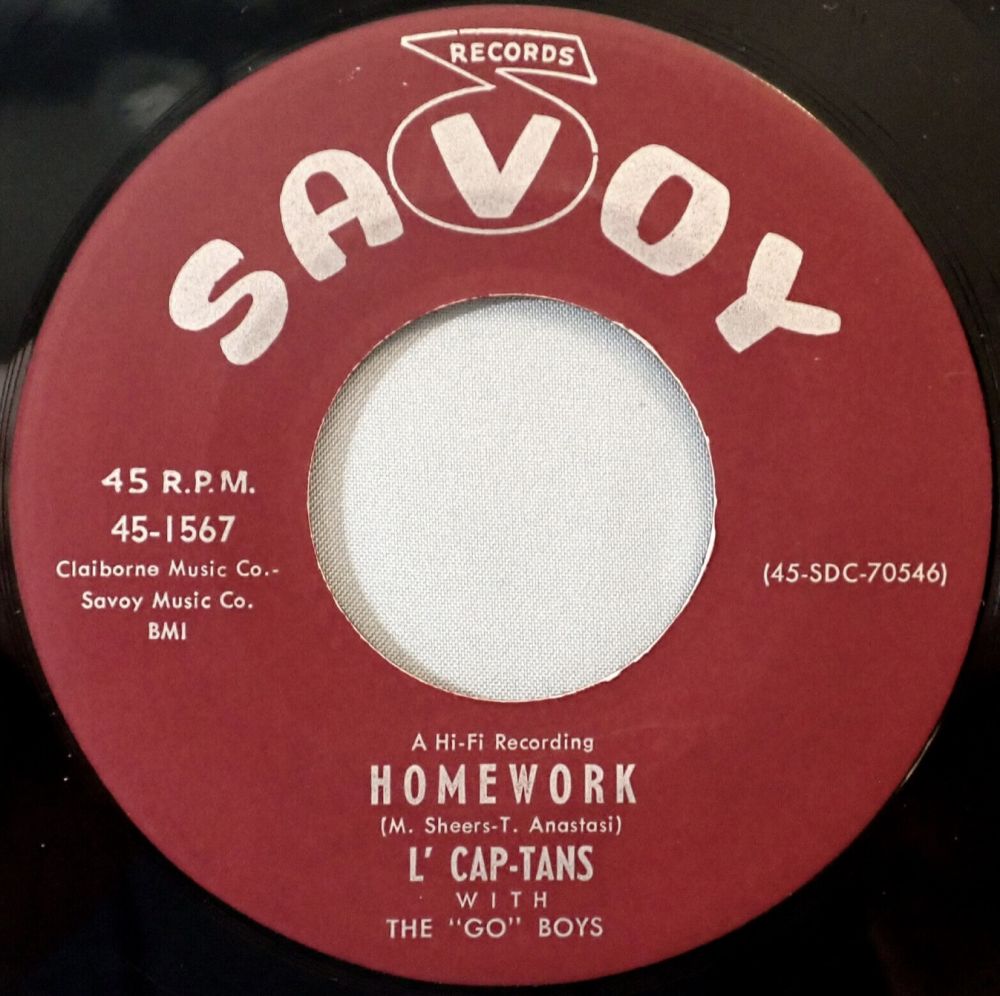 RECORDS
SAVOY
45 R.P.M.
45-1567
Claiborne Music Co.-
Savoy Music Co.
BMI
(45-SDC-70546)
A Hi-Fi Recording
HOMEWORK
(M. Sheers-T. Anastasi)
L' CAP-TANS
WITH
THE "GO" BOYS